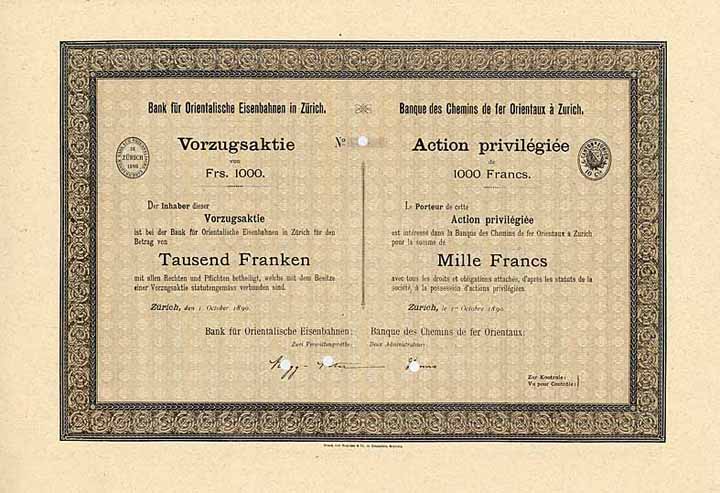 Bank für Orientalische Eisenbahnen in Zürich.
Vorzugsaktie
von
Frs. 1000.
Der Inhaber dieser
Vorzugsaktie
ist bei der Bank für Orientalische Eisenbahnen in Zürich für den
Betrag von
Tausend Franken
mit allen Rechten und Pflichten betheiligt, welche mit dem Besitze
einer Vorzugsaktie statutengemäss verbunden sind.
Zürich, den 1. October 1890.
Bank für Orientalische Eisenbahnen:
Zwei Verwaltungsräthe:
No
ZÜRICH
Banque des Chemins de fer Orientaux à Zurich.
Action privilégiée
de
1000 Francs.
Le Porteur de cette
Action privilégiée
est intéressé dans la Banque des Chemins de fer Orientaux à Zurich
pour la somme de
Mille Francs
avec tous les droits et obligations attachés, d'après les statuts de la
société, à la possession d'actions privilégiées.
Zürich, le 1er Octobre 1890.
Banque des Chemins de fer Orientaux:
Deux Administrateurs:
Zur Kontrole:
Vu pour Contrôle: